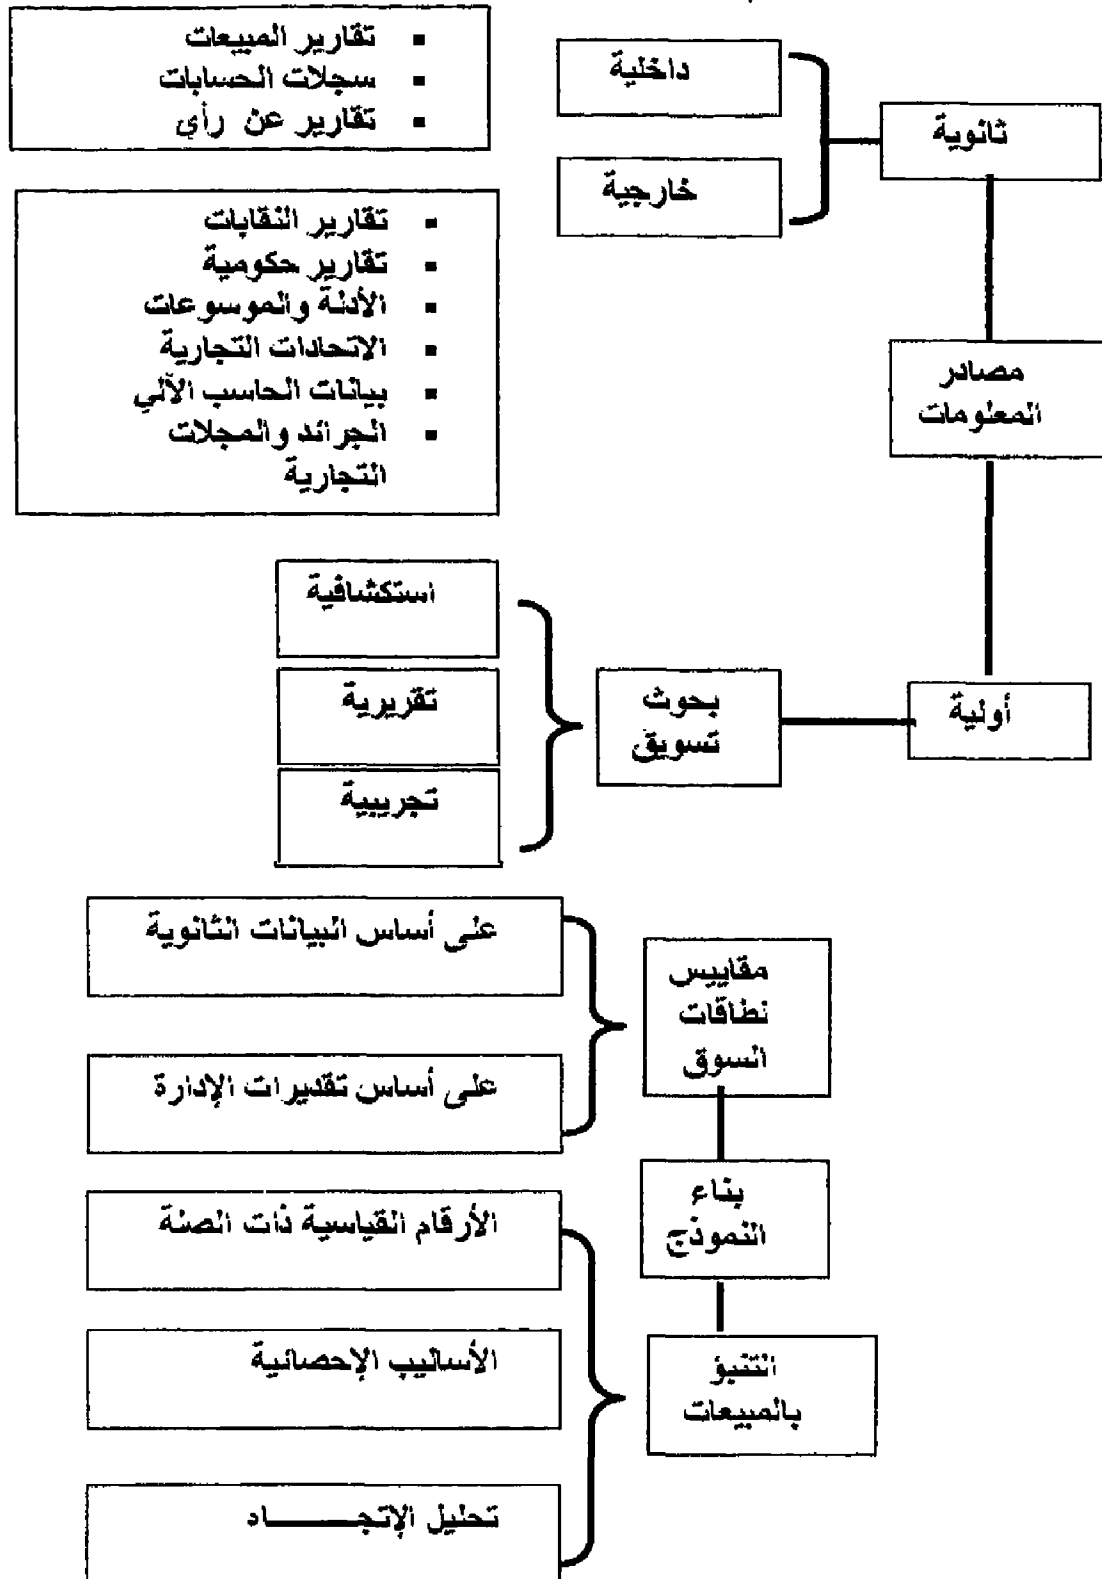 ثانوية
داخلية
خارجية
▪ تقارير المبيعات
▪ سجلات الحسابات
▪ تقارير عن رأي
▪ تقارير النقابات
▪ تقارير حكومية
▪ الأدلة والموسوعات
▪ الاتحادات التجارية
▪ بيانات الحاسب الآلي
▪ الجرائد والمجلات
التجارية
مصادر
المعلومات
أولية
بحوث
تسويق
استكشافية
تقريرية
تجريبية
مقاييس
نطاقات
السوق
على أساس البيانات الثانوية
على أساس تقديرات الإدارة
بناء
النموذج
التنبؤ
بالمبيعات
الأرقام القياسية ذات الصلة
الأساليب الإحصائية
تحليل الإتجـــــــاه